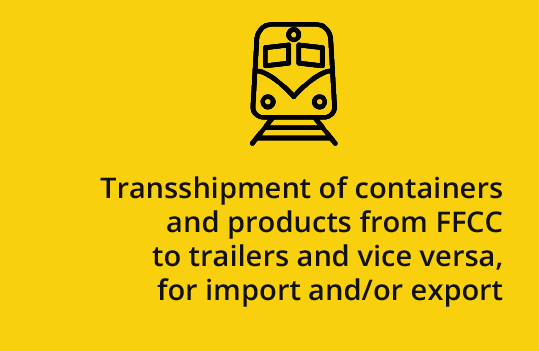 Transshipment of containers
and products from FFCC
to trailers and vice versa,
for import and/or export